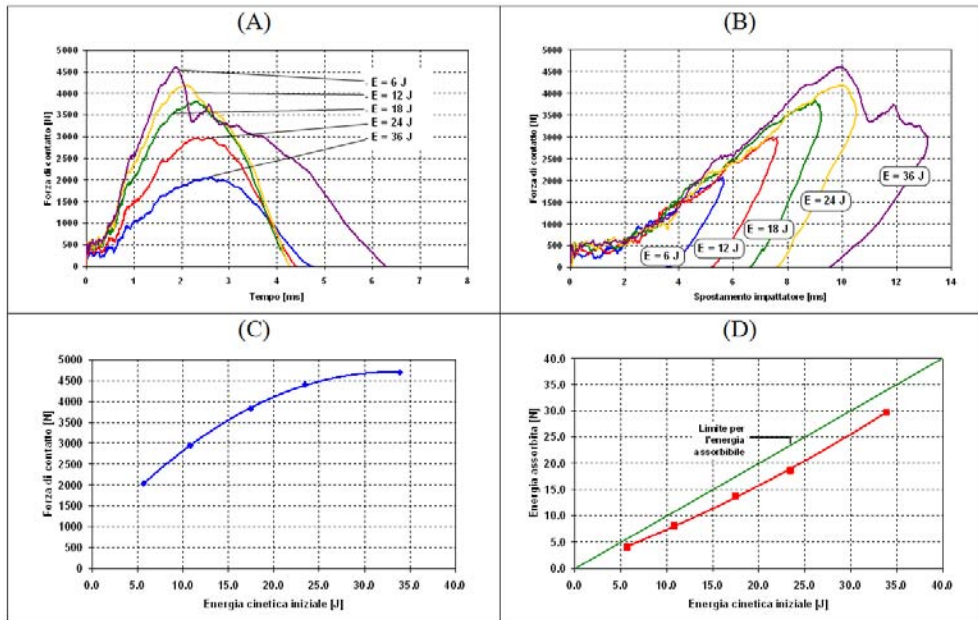 (A)
5000
4500
4000
3500
3000
2500
2000
1500
1000
500
0
Forza di contatto [N]
E = 6 J
E = 12 J
E = 18 J
E = 24 J
E = 36 J
0 1 2 3 4 5 6 7 8
Tempo [ms]
(B)
5000
4500
4000
3500
3000
2500
2000
1500
1000
500
0
Forza di contatto [N]
E = 6 J
E = 12 J
E = 18 J
E = 24 J
E = 36 J
0 2 4 6 8 10 12 14
Spostamento impattatore [ms]
(C)
5000
4500
4000
3500
3000
2500
2000
1500
1000
500
0
Forza di contatto [N]
0.0 5.0 10.0 15.0 20.0 25.0 30.0 35.0 40.0
Energia cinetica iniziale [J]
(D)
40.0
35.0
30.0
25.0
20.0
15.0
10.0
5.0
0.0
Energia assorbita [N]
Limite per
l'energia
assorbibile
0.0 5.0 10.0 15.0 20.0 25.0 30.0 35.0 40.0
Energia cinetica iniziale [J]